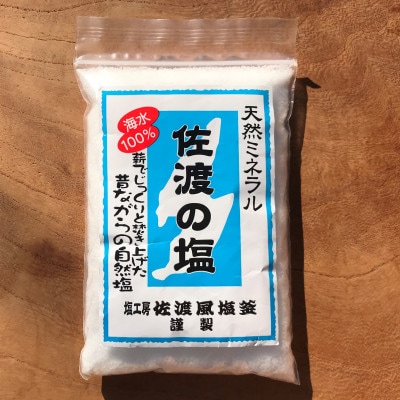 天然ミネラル
佐渡の塩
海水
100%
薪でじっくりと焚き上げた
昔ながらの自然塩
塩工房 佐渡風塩釜
謹製